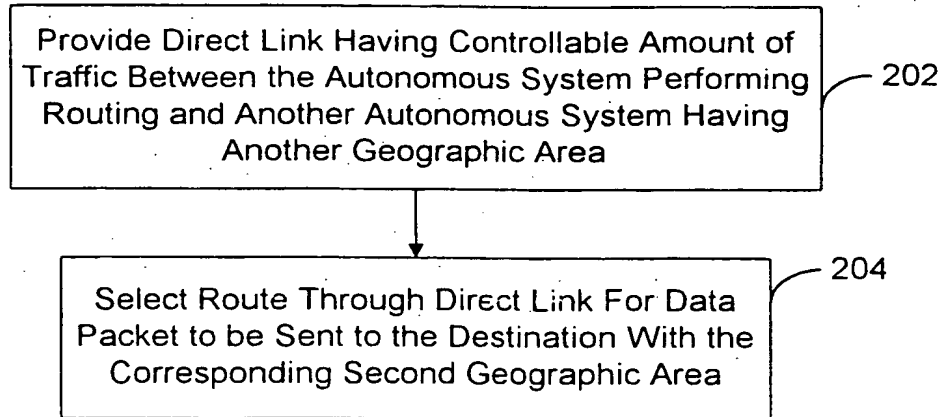 Provide Direct Link Having Controllable Amount of
Traffic Between the Autonomous System Performing
Routing and Another Autonomous System Having
Another Geographic Area
202
Select Route Through Direct Link For Data
Packet to be Sent to the Destination With the
Corresponding Second Geographic Area
204